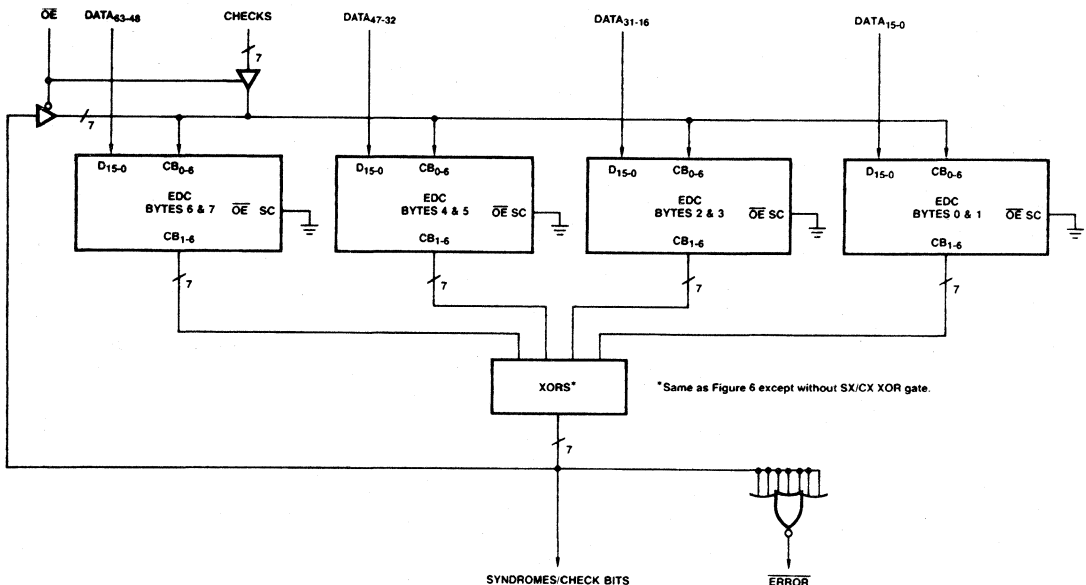 OE DATA63-48 CHECKS DATA47-32 DATA31-16 DATA15-0
7
7
D15-0 CB0-6 D15-0 CB0-6 D15-0 CB0-6 D15-0 CB0-6
EDC EDC EDC EDC
BYTES 6 & 7 OE SC BYTES 4 & 5 OE SC BYTES 2 & 3 OE SC BYTES 0 & 1 OE SC
CB1-6 CB1-6 CB1-6 CB1-6
7 7 7 7
XORS* *Same as Figure 6 except without SX/CX XOR gate.
7
SYNDROMES/CHECK BITS ERROR